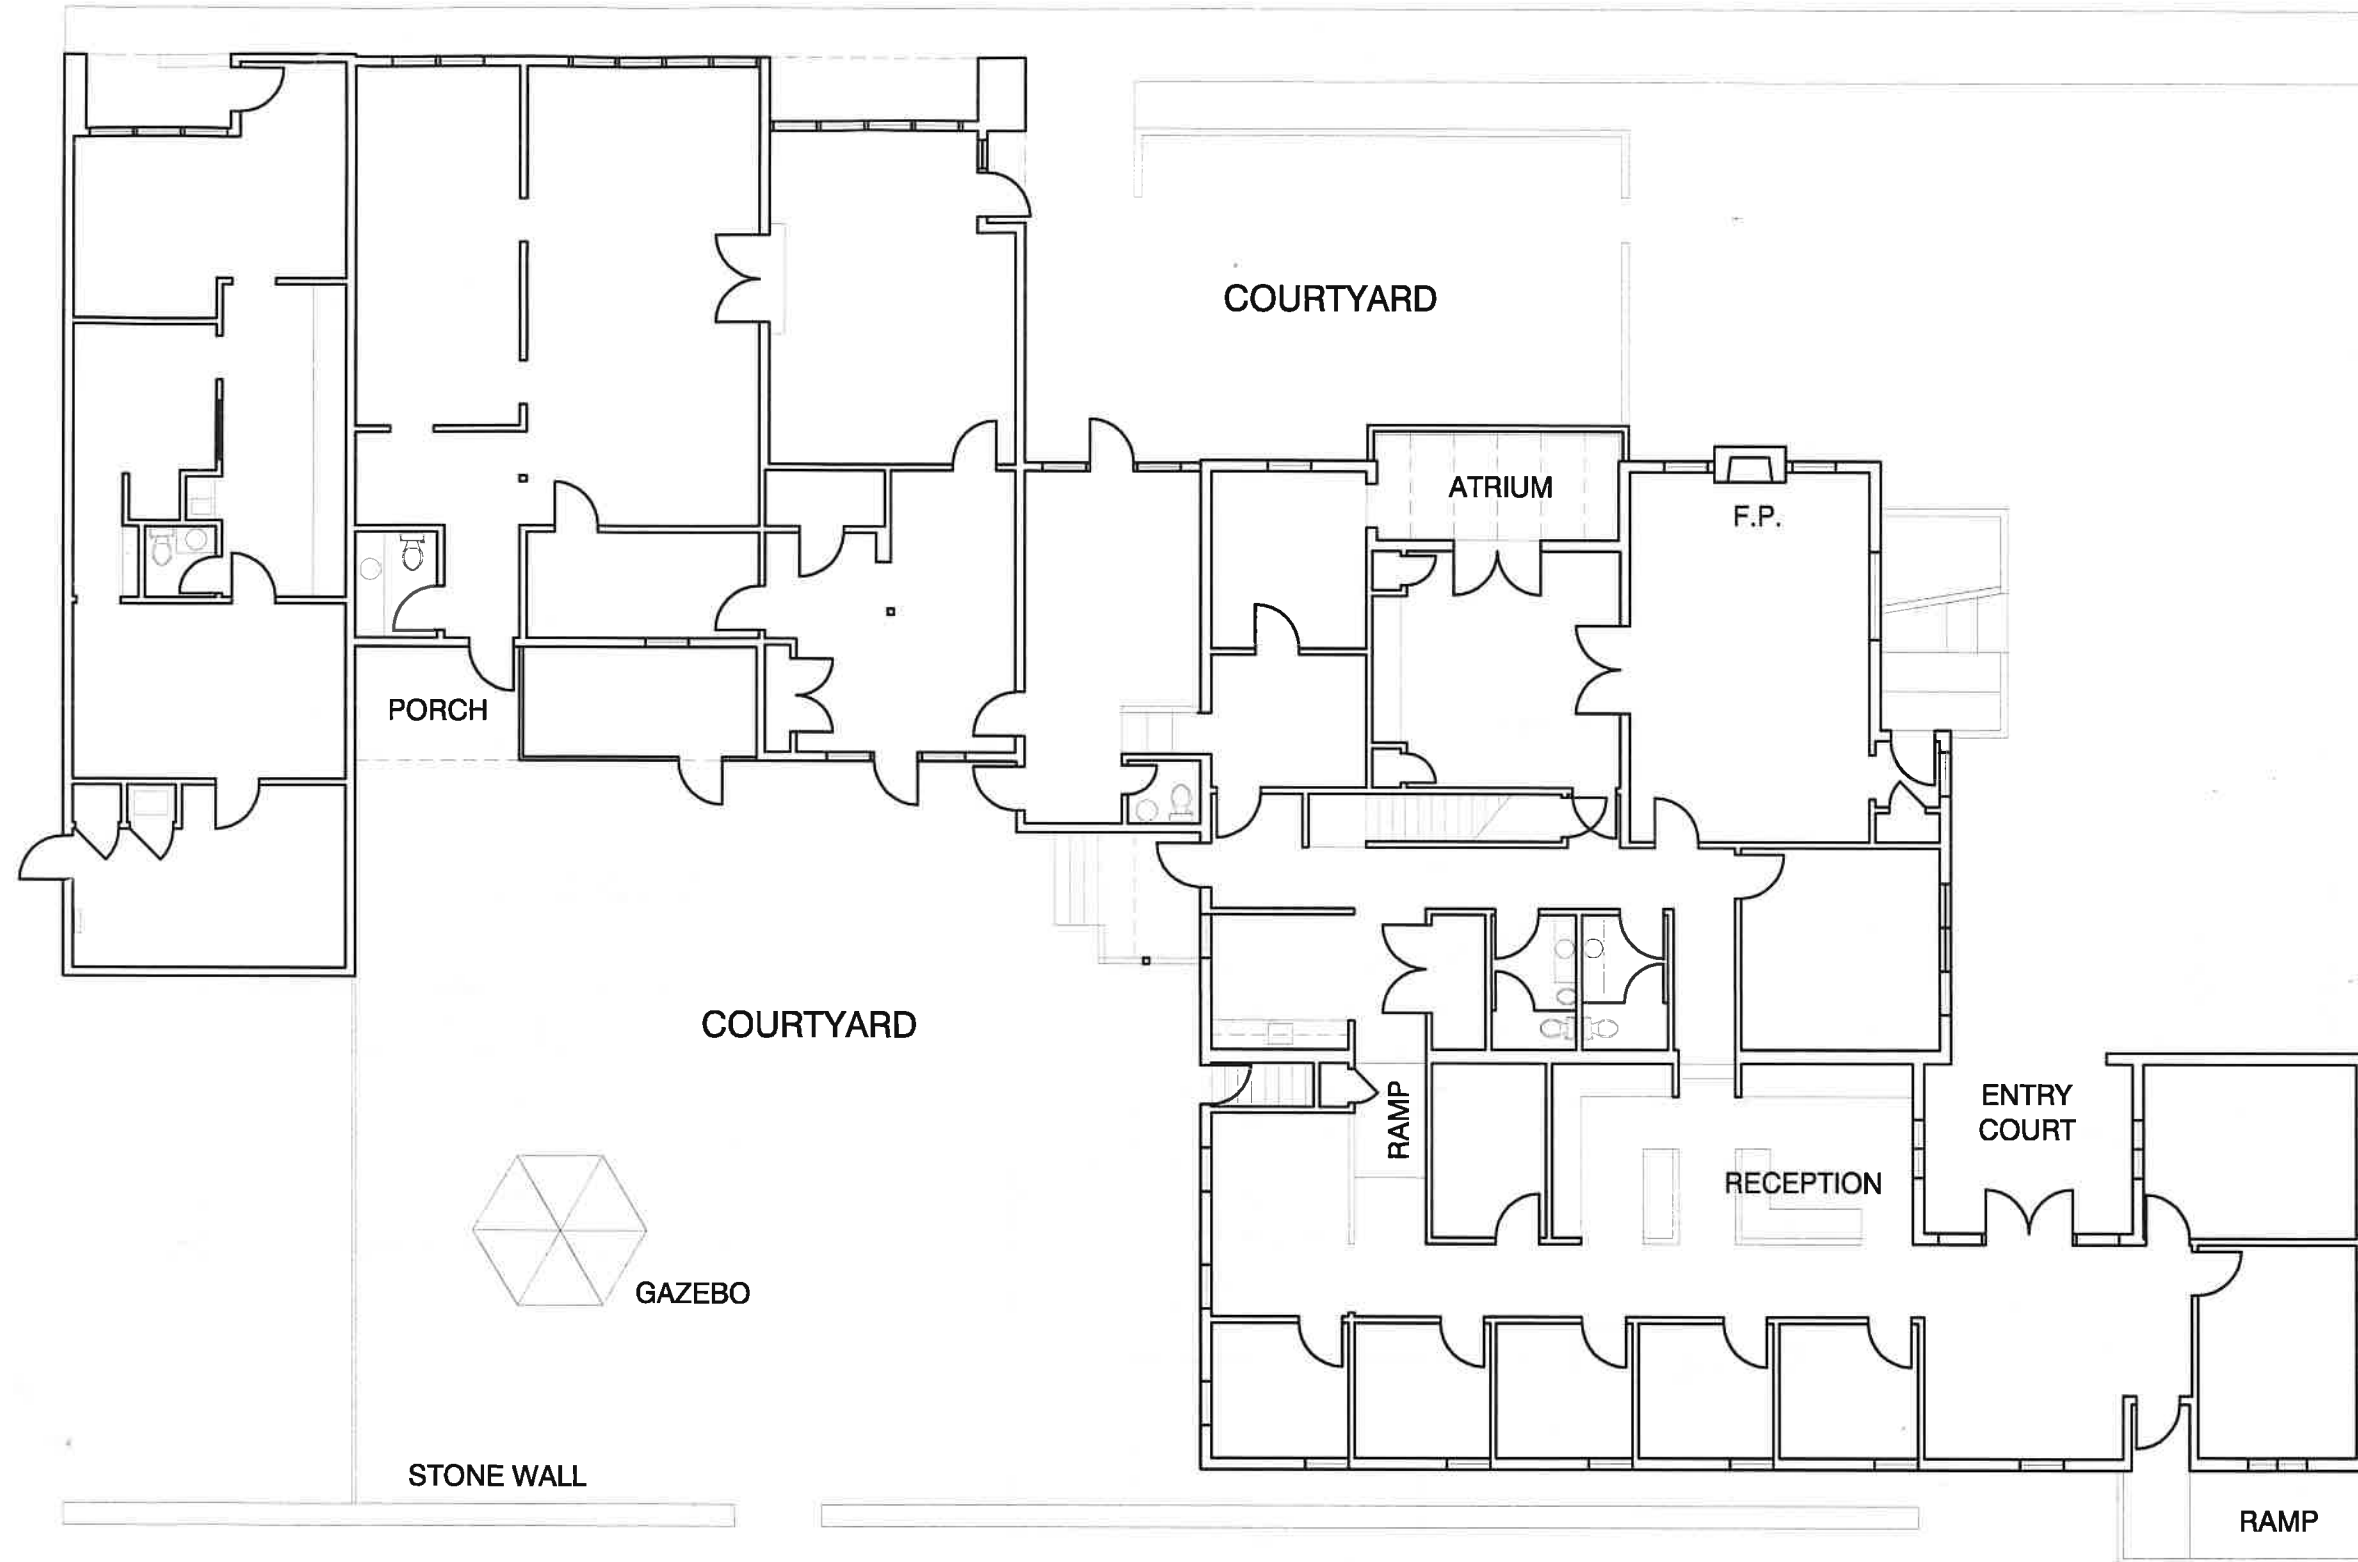 COURTYARD
ATRIUM
F.P.
PORCH
COURTYARD
RAMP
ENTRY
COURT
RECEPTION
GAZEBO
STONE WALL
RAMP